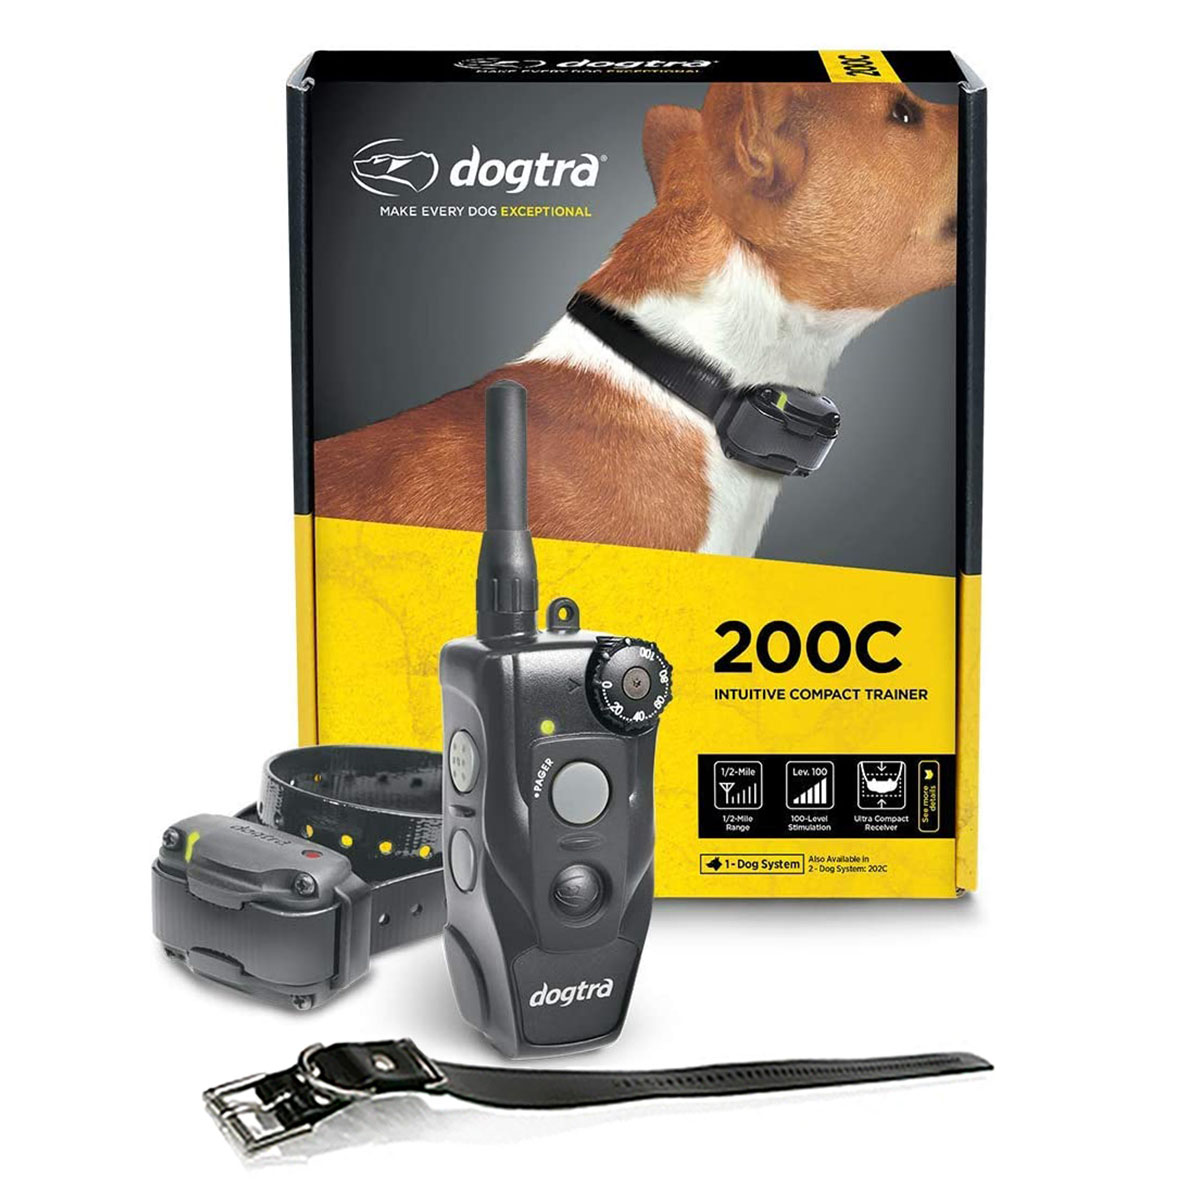 dogtra
MAKE EVERY DOG EXCEPTIONAL
200C
dogtra®
MAKE EVERY DOG EXCEPTIONAL
200C
INTUITIVE COMPACT TRAINER
1/2-Mile
1/2-Mile
Range
Lev. 100
100-Level
Stimulation
Ultra Compact
Receiver
See more
details
1-Dog System
Also Available in
2-Dog System: 202C
0 20 40 60 80 100
•PAGER
dogtra
dogtra